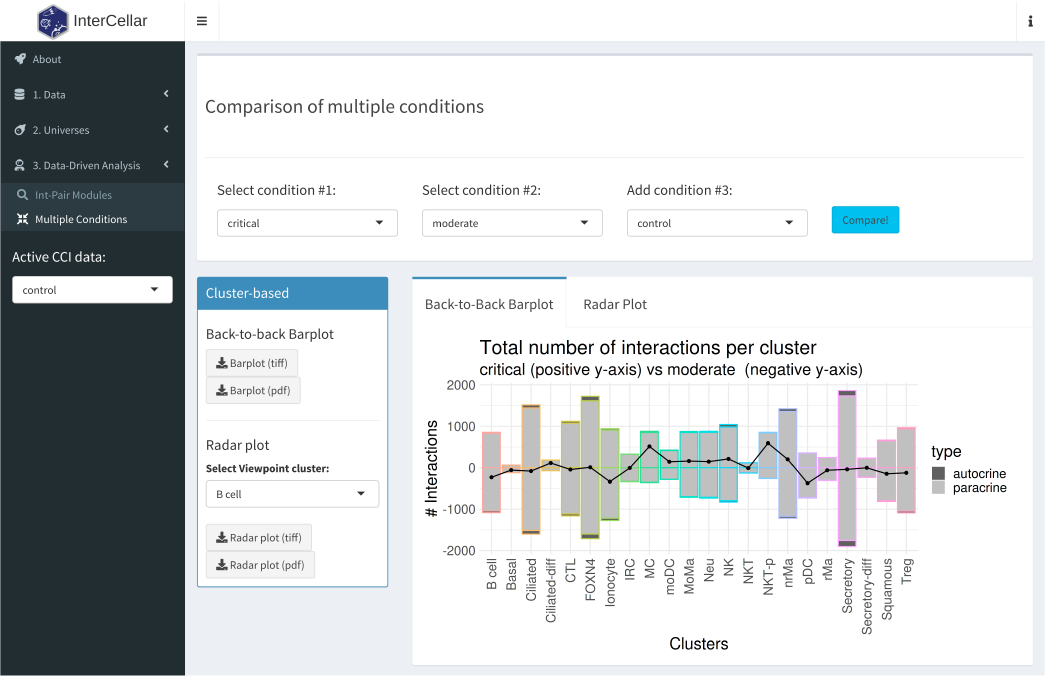 InterCellar
About
1. Data
2. Universes
3. Data-Driven Analysis
Int-Pair Modules
Multiple Conditions
Active CCI data:
control
Comparison of multiple conditions
Select condition #1:
Select condition #2:
Add condition #3:
critical
moderate
control
Compare!
Cluster-based
Back-to-back Barplot
Barplot (tiff)
Barplot (pdf)
Radar plot
Select Viewpoint cluster:
B cell
Radar plot (tiff)
Radar plot (pdf)
Back-to-Back Barplot
Radar Plot
Total number of interactions per cluster
critical (positive y-axis) vs moderate (negative y-axis)
# Interactions
2000
1000
0
-1000
-2000
B cell
Basal
Ciliated
Ciliated-diff
CTL
FOXN4
Ionocyte
IRC
MC
moDC
MoMa
Neu
NK
NKT
NKT-p
nrMa
pDC
rMa
Secretory
Secretory-diff
Squamous
Treg
Clusters
type
autocrine
paracrine